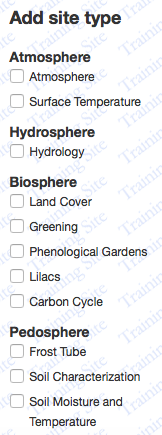 Add site type
Atmosphere
Atmosphere
Surface Temperature
Hydrosphere
Hydrology
Biosphere
Land Cover
Greening
Phenological Gardens
Lilacs
Carbon Cycle
Pedosphere
Frost Tube
Soil Characterization
Soil Moisture and
Temperature